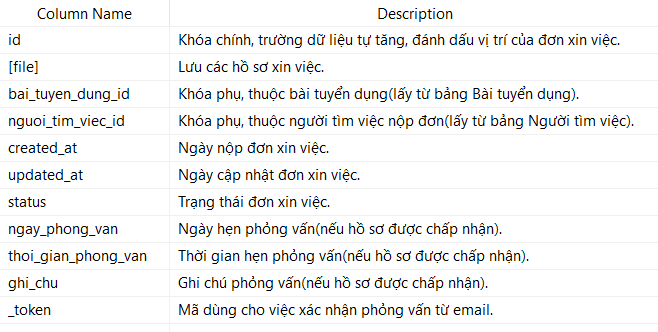 Column Name Description
id Khóa chính, trường dữ liệu tự tăng, đánh dấu vị trí của đơn xin việc.
[file] Lưu các hồ sơ xin việc.
bai_tuyen_dung_id Khóa phụ, thuộc bài tuyển dụng(lấy từ bảng Bài tuyển dụng).
nguoi_tim_viec_id Khóa phụ, thuộc người tìm việc nộp đơn(lấy từ bảng Người tìm việc).
created_at Ngày nộp đơn xin việc.
updated_at Ngày cập nhật đơn xin việc.
status Trạng thái đơn xin việc.
ngay_phong_van Ngày hẹn phỏng vấn(nếu hồ sơ được chấp nhận).
thoi_gian_phong_van Thời gian hẹn phỏng vấn(nếu hồ sơ được chấp nhận).
ghi_chu Ghi chú phỏng vấn(nếu hồ sơ được chấp nhận).
_token Mã dùng cho việc xác nhận phỏng vấn từ email.